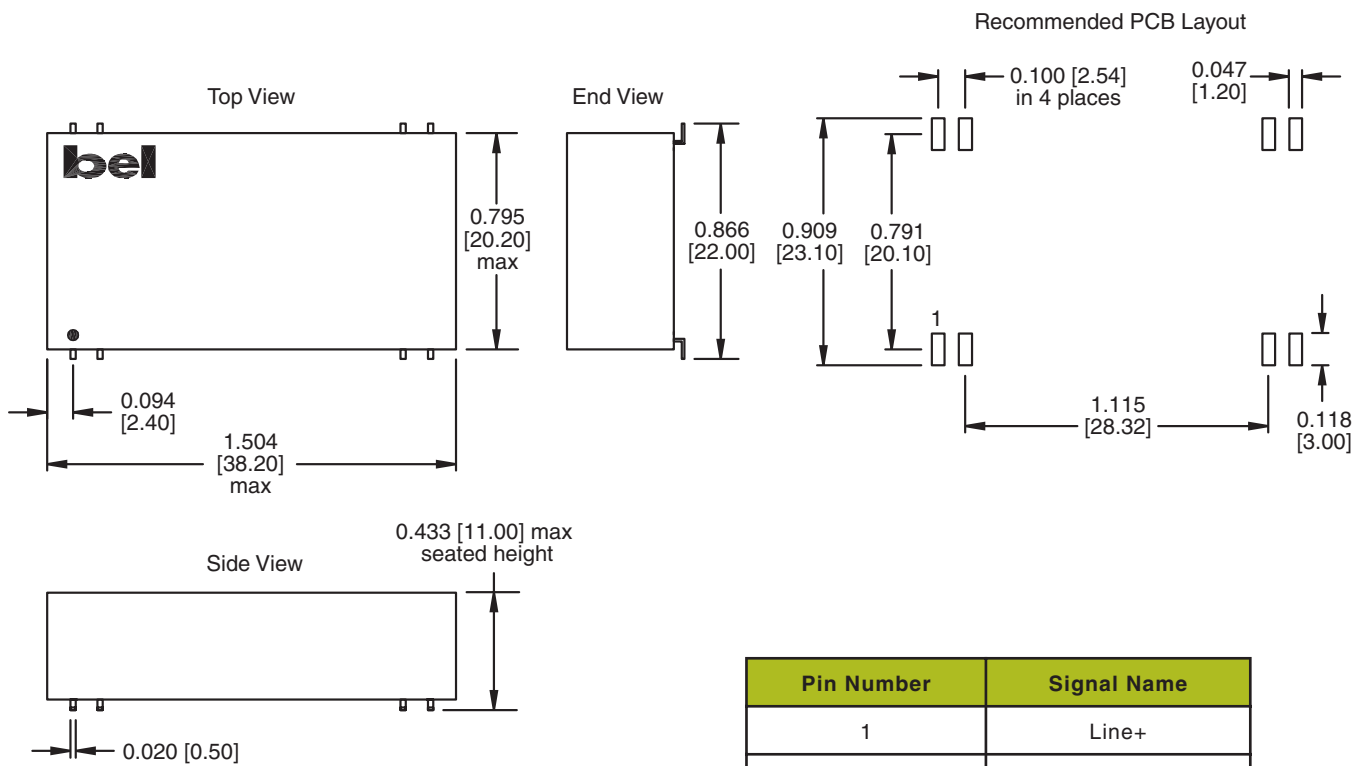 Recommended PCB Layout
0.100 [2.54]
in 4 places
0.047
[1.20]
Top View
End View
bel
0.795
[20.20]
max
0.866
[22.00]
0.909
[23.10]
0.791
[20.10]
1
0.094
[2.40]
1.504
[38.20]
max
1.115
[28.32]
0.118
[3.00]
0.433 [11.00] max
seated height
Side View
0.020 [0.50]
Pin Number Signal Name
1 Line+